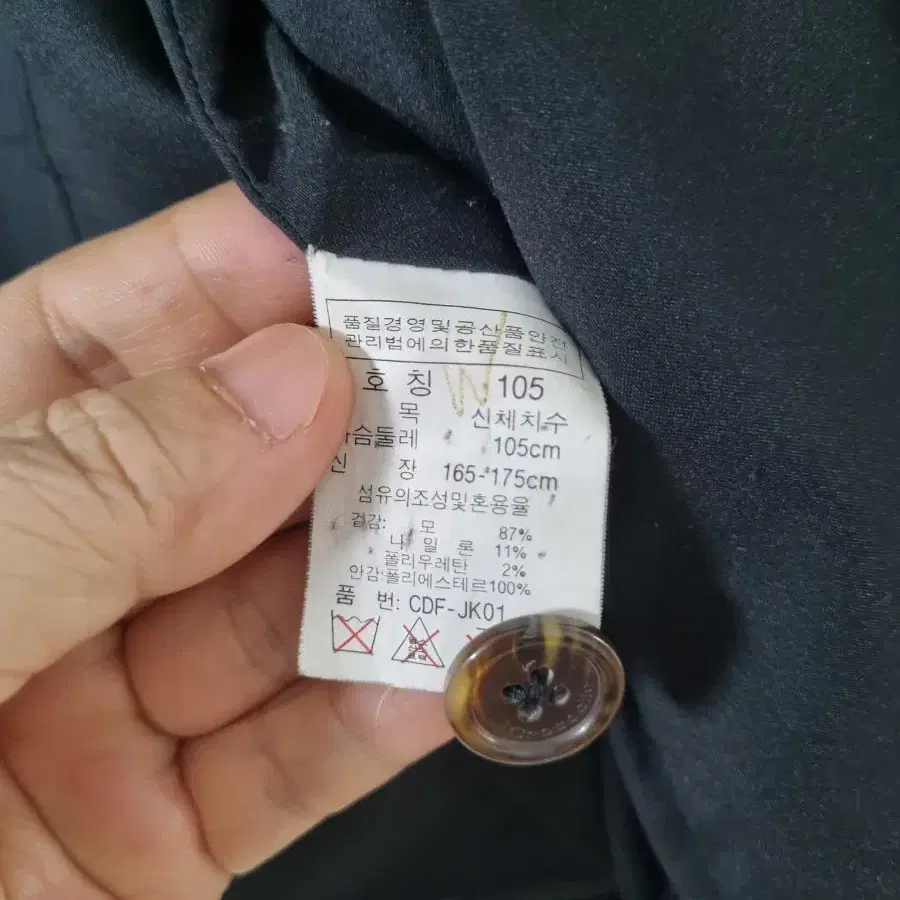 품질경영및공산품안전
관리법에의한품질표시
호 칭 105
목 신체치수
가슴둘레 105cm
신 장 165-175cm
섬유의조성및혼용율
겉감: 모 87%
나 일 론 11%
폴리우레탄 2%
안감:폴리에스테르100%
품 번: CDF-JK01